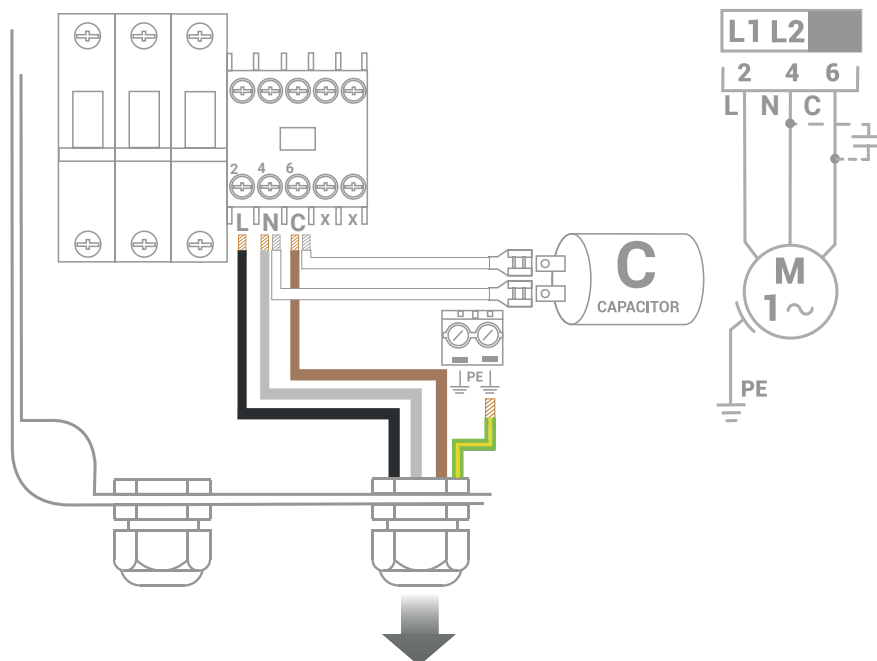 L1 L2
2 4 6
L N C
M
1 ~
PE
2 4 6
L N C X X
C
CAPACITOR
PE